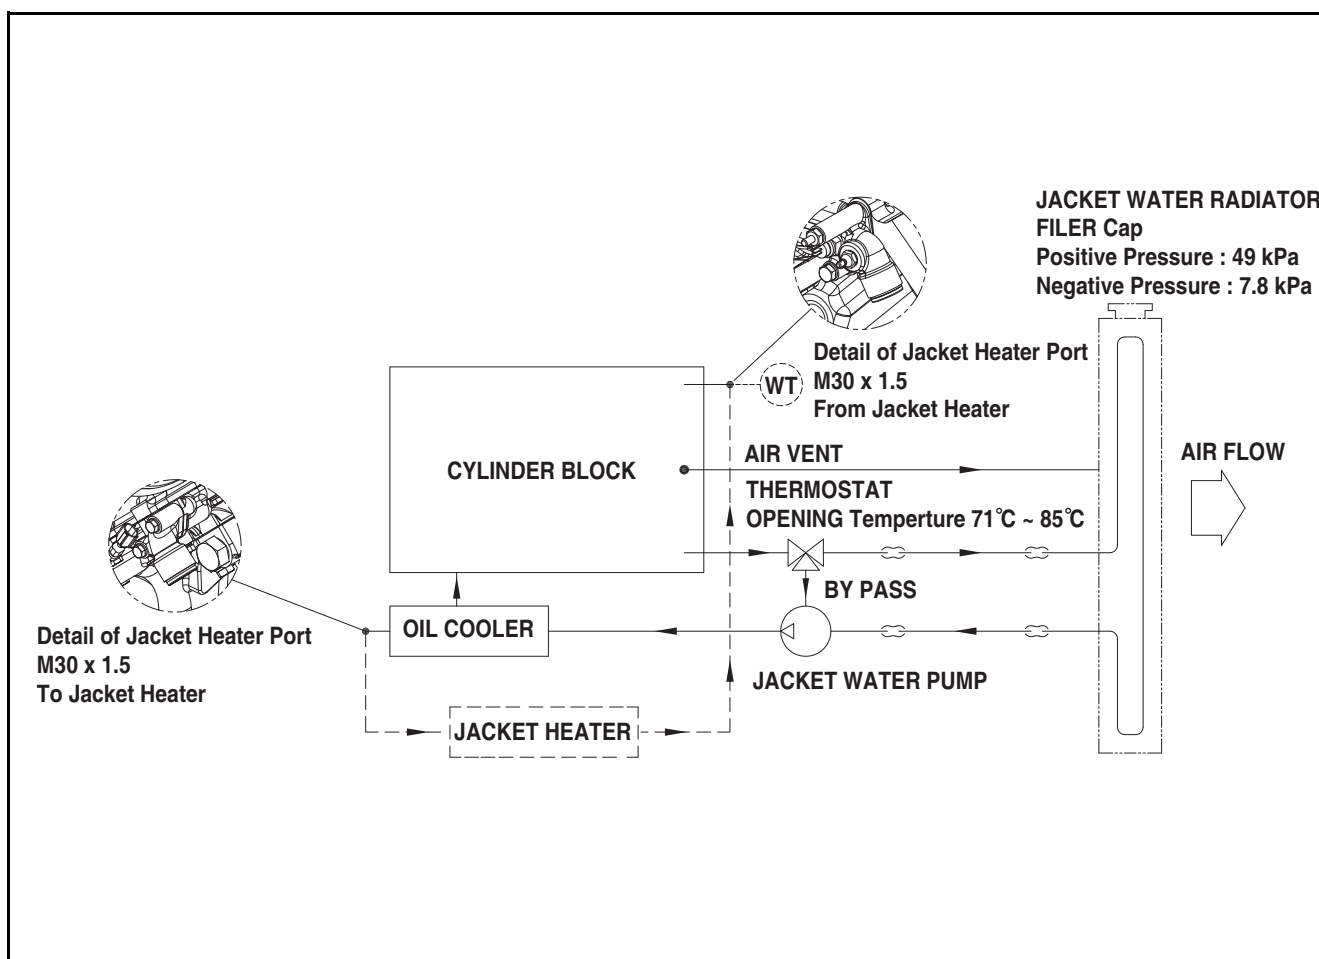 JACKET WATER RADIATOR
FILER Cap
Positive Pressure : 49 kPa
Negative Pressure : 7.8 kPa
Detail of Jacket Heater Port
M30 x 1.5
From Jacket Heater
WT
CYLINDER BLOCK
AIR VENT
AIR FLOW
THERMOSTAT
OPENING Temperture 71°C ~ 85°C
BY PASS
OIL COOLER
Detail of Jacket Heater Port
M30 x 1.5
To Jacket Heater
JACKET WATER PUMP
JACKET HEATER